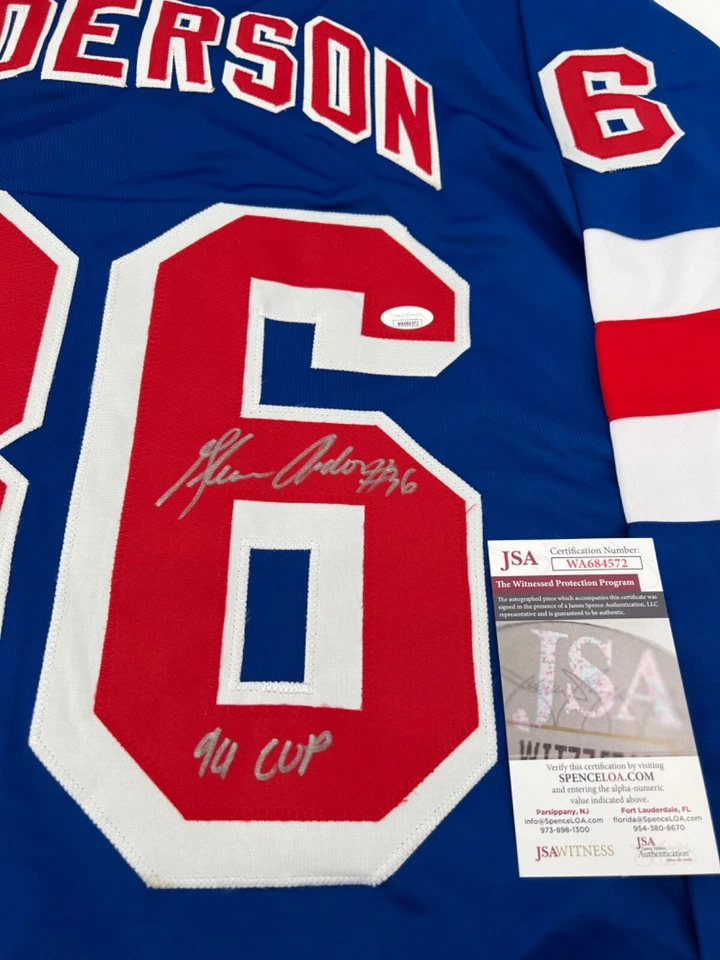 DERSON
6
36
WA684572
Glenn Anderson #36
94 CUP
JSA Certification Number:
WA684572
The Witnessed Protection Program
The autographed piece which accompanies this certificate was
signed in the presence of a James Spence Authentication, LLC
representative and is guaranteed to be authentic.
JSA
Verify this certification by visiting
SPENCELOA.COM
and entering the alpha-numeric
value indicated above.
Parsippany, NJ Fort Lauderdale, FL
info@SpenceLOA.com florida@SpenceLOA.com
973-898-1300 954-380-8670
JSAWITNESS JSA Authentication